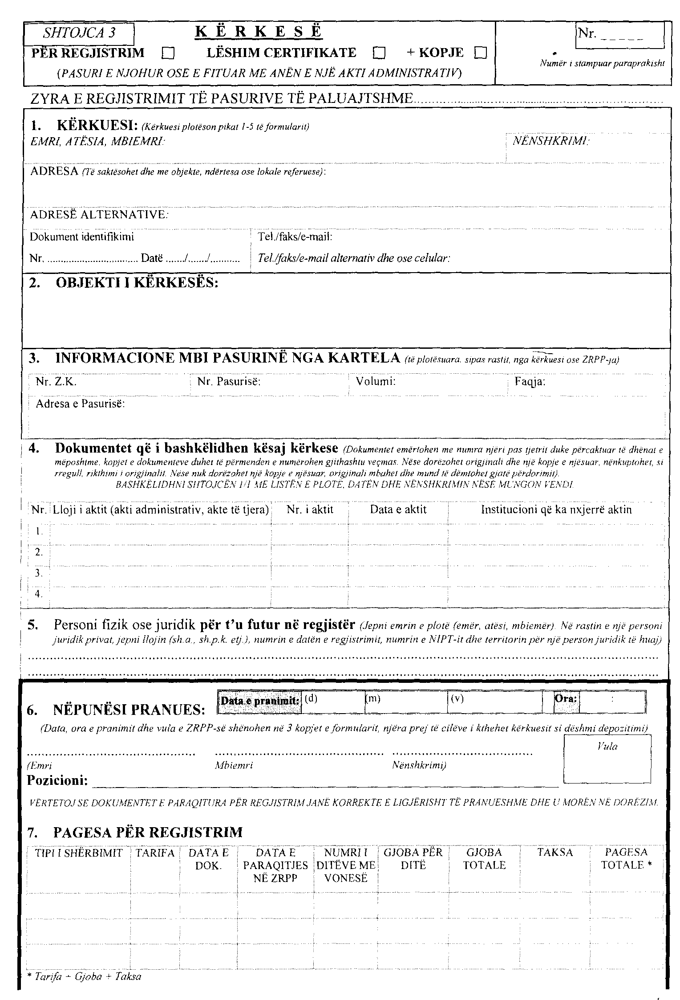 SHTOJCA 3
K Ë R K E S Ë
Nr. _ _ _ _ _
PËR REGJISTRIM ☐ LËSHIM CERTIFIKATE ☐ + KOPJE ☐
Numër i stampuar paraprakisht
(PASURI E NJOHUR OSE E FITUAR ME ANËN E NJË AKTI ADMINISTRATIV)
ZYRA E REGJISTRIMIT TË PASURIVE TË PALUAJTSHME..........
1. KËRKUESI: (Kërkuesi plotëson pikat 1-5 të formularit)
EMRI, ATËSIA, MBIEMRI:
NËNSHKRIMI:
ADRESA (Të saktësohet dhe me objekte, ndërtesa ose lokale referuese):
ADRESË ALTERNATIVE:
Dokument identifikimi
Tel./faks/e-mail:
Nr. .................................. Datë ......./......./...........
Tel./faks/e-mail alternativ dhe ose celular:
2. OBJEKTI I KËRKESËS:
3. INFORMACIONE MBI PASURINË NGA KARTELA (të plotësuara, sipas rastit, nga kërkuesi ose ZRPP-ja)
Nr. Z.K. Nr. Pasurisë: Volumi: Faqja:
Adresa e Pasurisë:
4. Dokumentet që i bashkëlidhen kësaj kërkese (Dokumentet emërtohen me numra njëri pas tjetrit duke përcaktuar të dhënat e
mëposhtme, kopjet e dokumenteve duhet të përmenden e numërohen gjithashtu veçmas. Nëse dorëzohet origjinali dhe një kopje e njësuar, nënkuptohet, si
rregull, rikthimi i origjinalit. Nëse nuk dorëzohet një kopje e njësuar, origjinali mbahet dhe mund të dëmtohet gjatë përdorimit).
BASHKËLIDHNI SHTOJCËN 1/1 ME LISTËN E PLOTË, DATËN DHE NËNSHKRIMIN NËSE MUNGON VENDI.
Nr. Lloji i aktit (akti administrativ, akte të tjera) Nr. i aktit Data e aktit Institucioni që ka nxjerrë aktin
1.
2.
3.
4.
5. Personi fizik ose juridik për t'u futur në regjistër (Jepni emrin e plotë (emër, atësi, mbiemër). Në rastin e një personi
juridik privat, jepni llojin (sh.a., sh.p.k. etj.), numrin e datën e regjistrimit, numrin e NIPT-it dhe territorin për një person juridik të huaj)
6. NËPUNËSI PRANUES: Data e pranimit: (d) (m) (v) Ora: :
(Data, ora e pranimit dhe vula e ZRPP-së shënohen në 3 kopjet e formularit, njëra prej të cilëve i kthehet kërkuesit si dëshmi depozitimi)
Vula
(Emri Mbiemri Nënshkrimi)
Pozicioni:
VËRTETOJ SE DOKUMENTET E PARAQITURA PËR REGJISTRIM JANË KORREKTE E LIGJËRISHT TË PRANUESHME DHE U MORËN NË DORËZIM.
7. PAGESA PËR REGJISTRIM
TIPI I SHËRBIMIT TARIFA DATA E DATA E NUMRI I GJOBA PËR GJOBA TAKSA PAGESA
DOK. PARAQITJES DITËVE ME DITË TOTALE TOTALE *
NË ZRPP VONESË
* Tarifa + Gjoba + Taksa